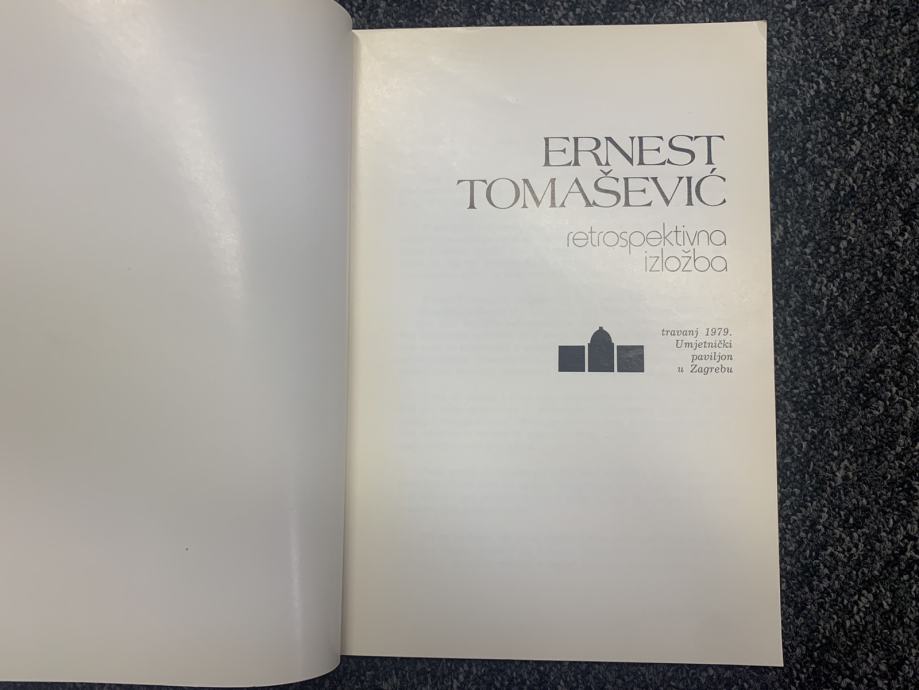 ERNEST
TOMAŠEVIĆ
retrospektivna
izložba
travanj 1979.
Umjetnički
paviljon
u Zagrebu